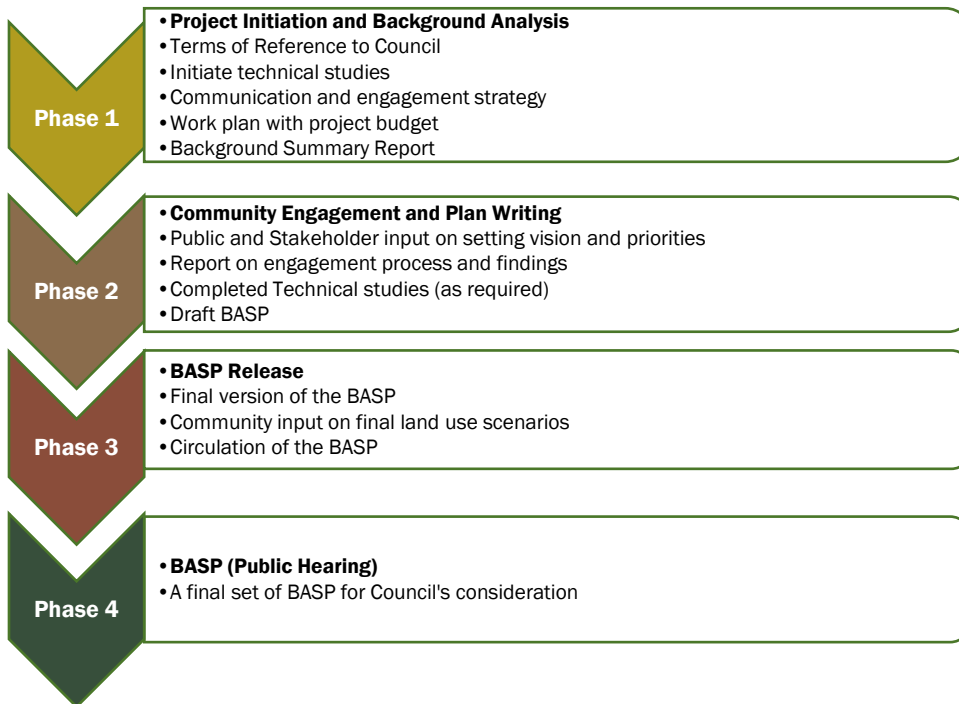 Phase 1
•Project Initiation and Background Analysis
•Terms of Reference to Council
•Initiate technical studies
•Communication and engagement strategy
•Work plan with project budget
•Background Summary Report
Phase 2
•Community Engagement and Plan Writing
•Public and Stakeholder input on setting vision and priorities
•Report on engagement process and findings
•Completed Technical studies (as required)
•Draft BASP
Phase 3
•BASP Release
•Final version of the BASP
•Community input on final land use scenarios
•Circulation of the BASP
Phase 4
•BASP (Public Hearing)
•A final set of BASP for Council's consideration